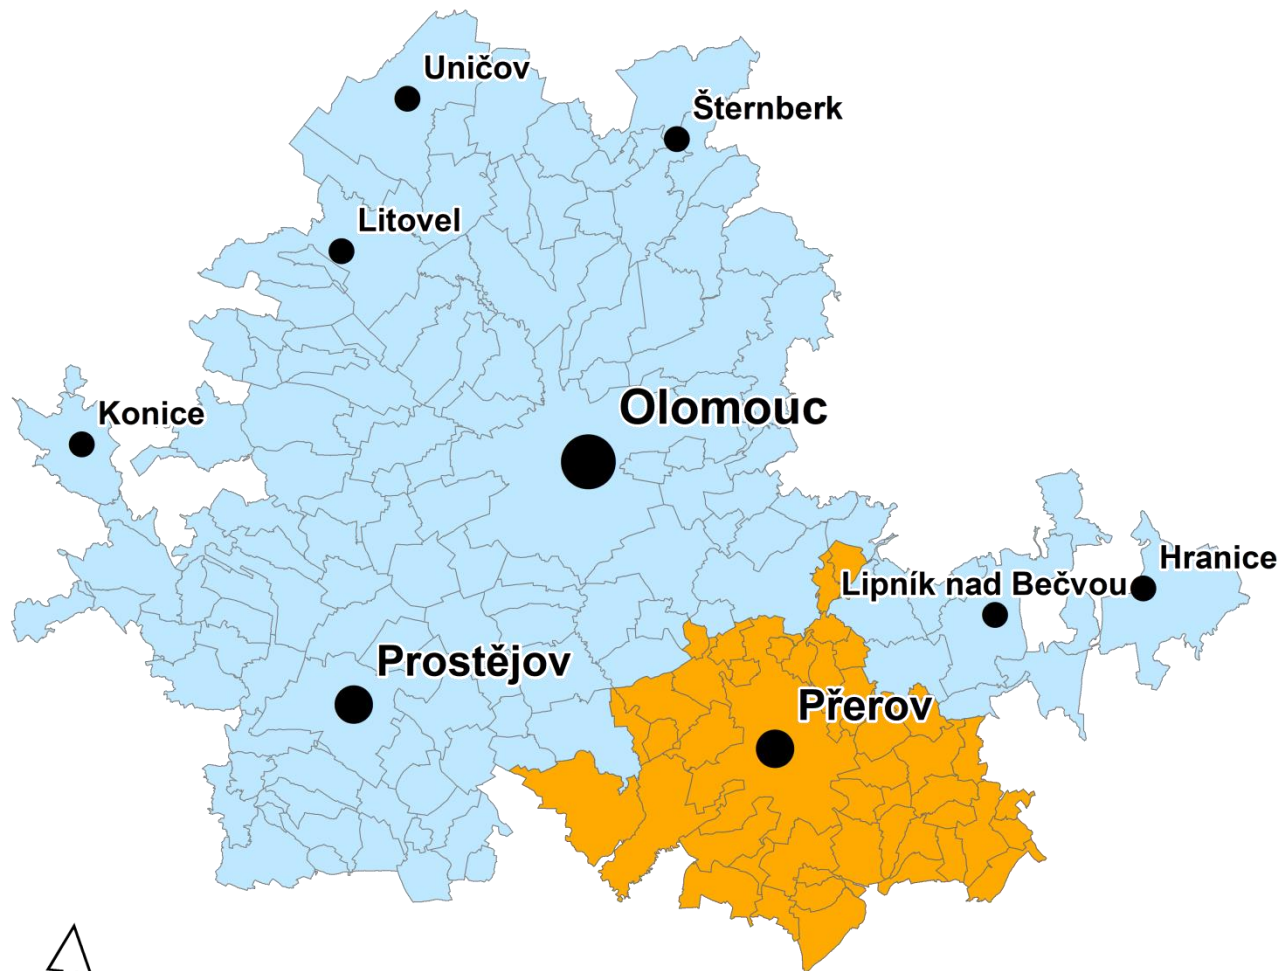 Uničov
Šternberk
Litovel
Olomouc
Konice
Hranice
Lipník nad Bečvou
Prostějov
Přerov